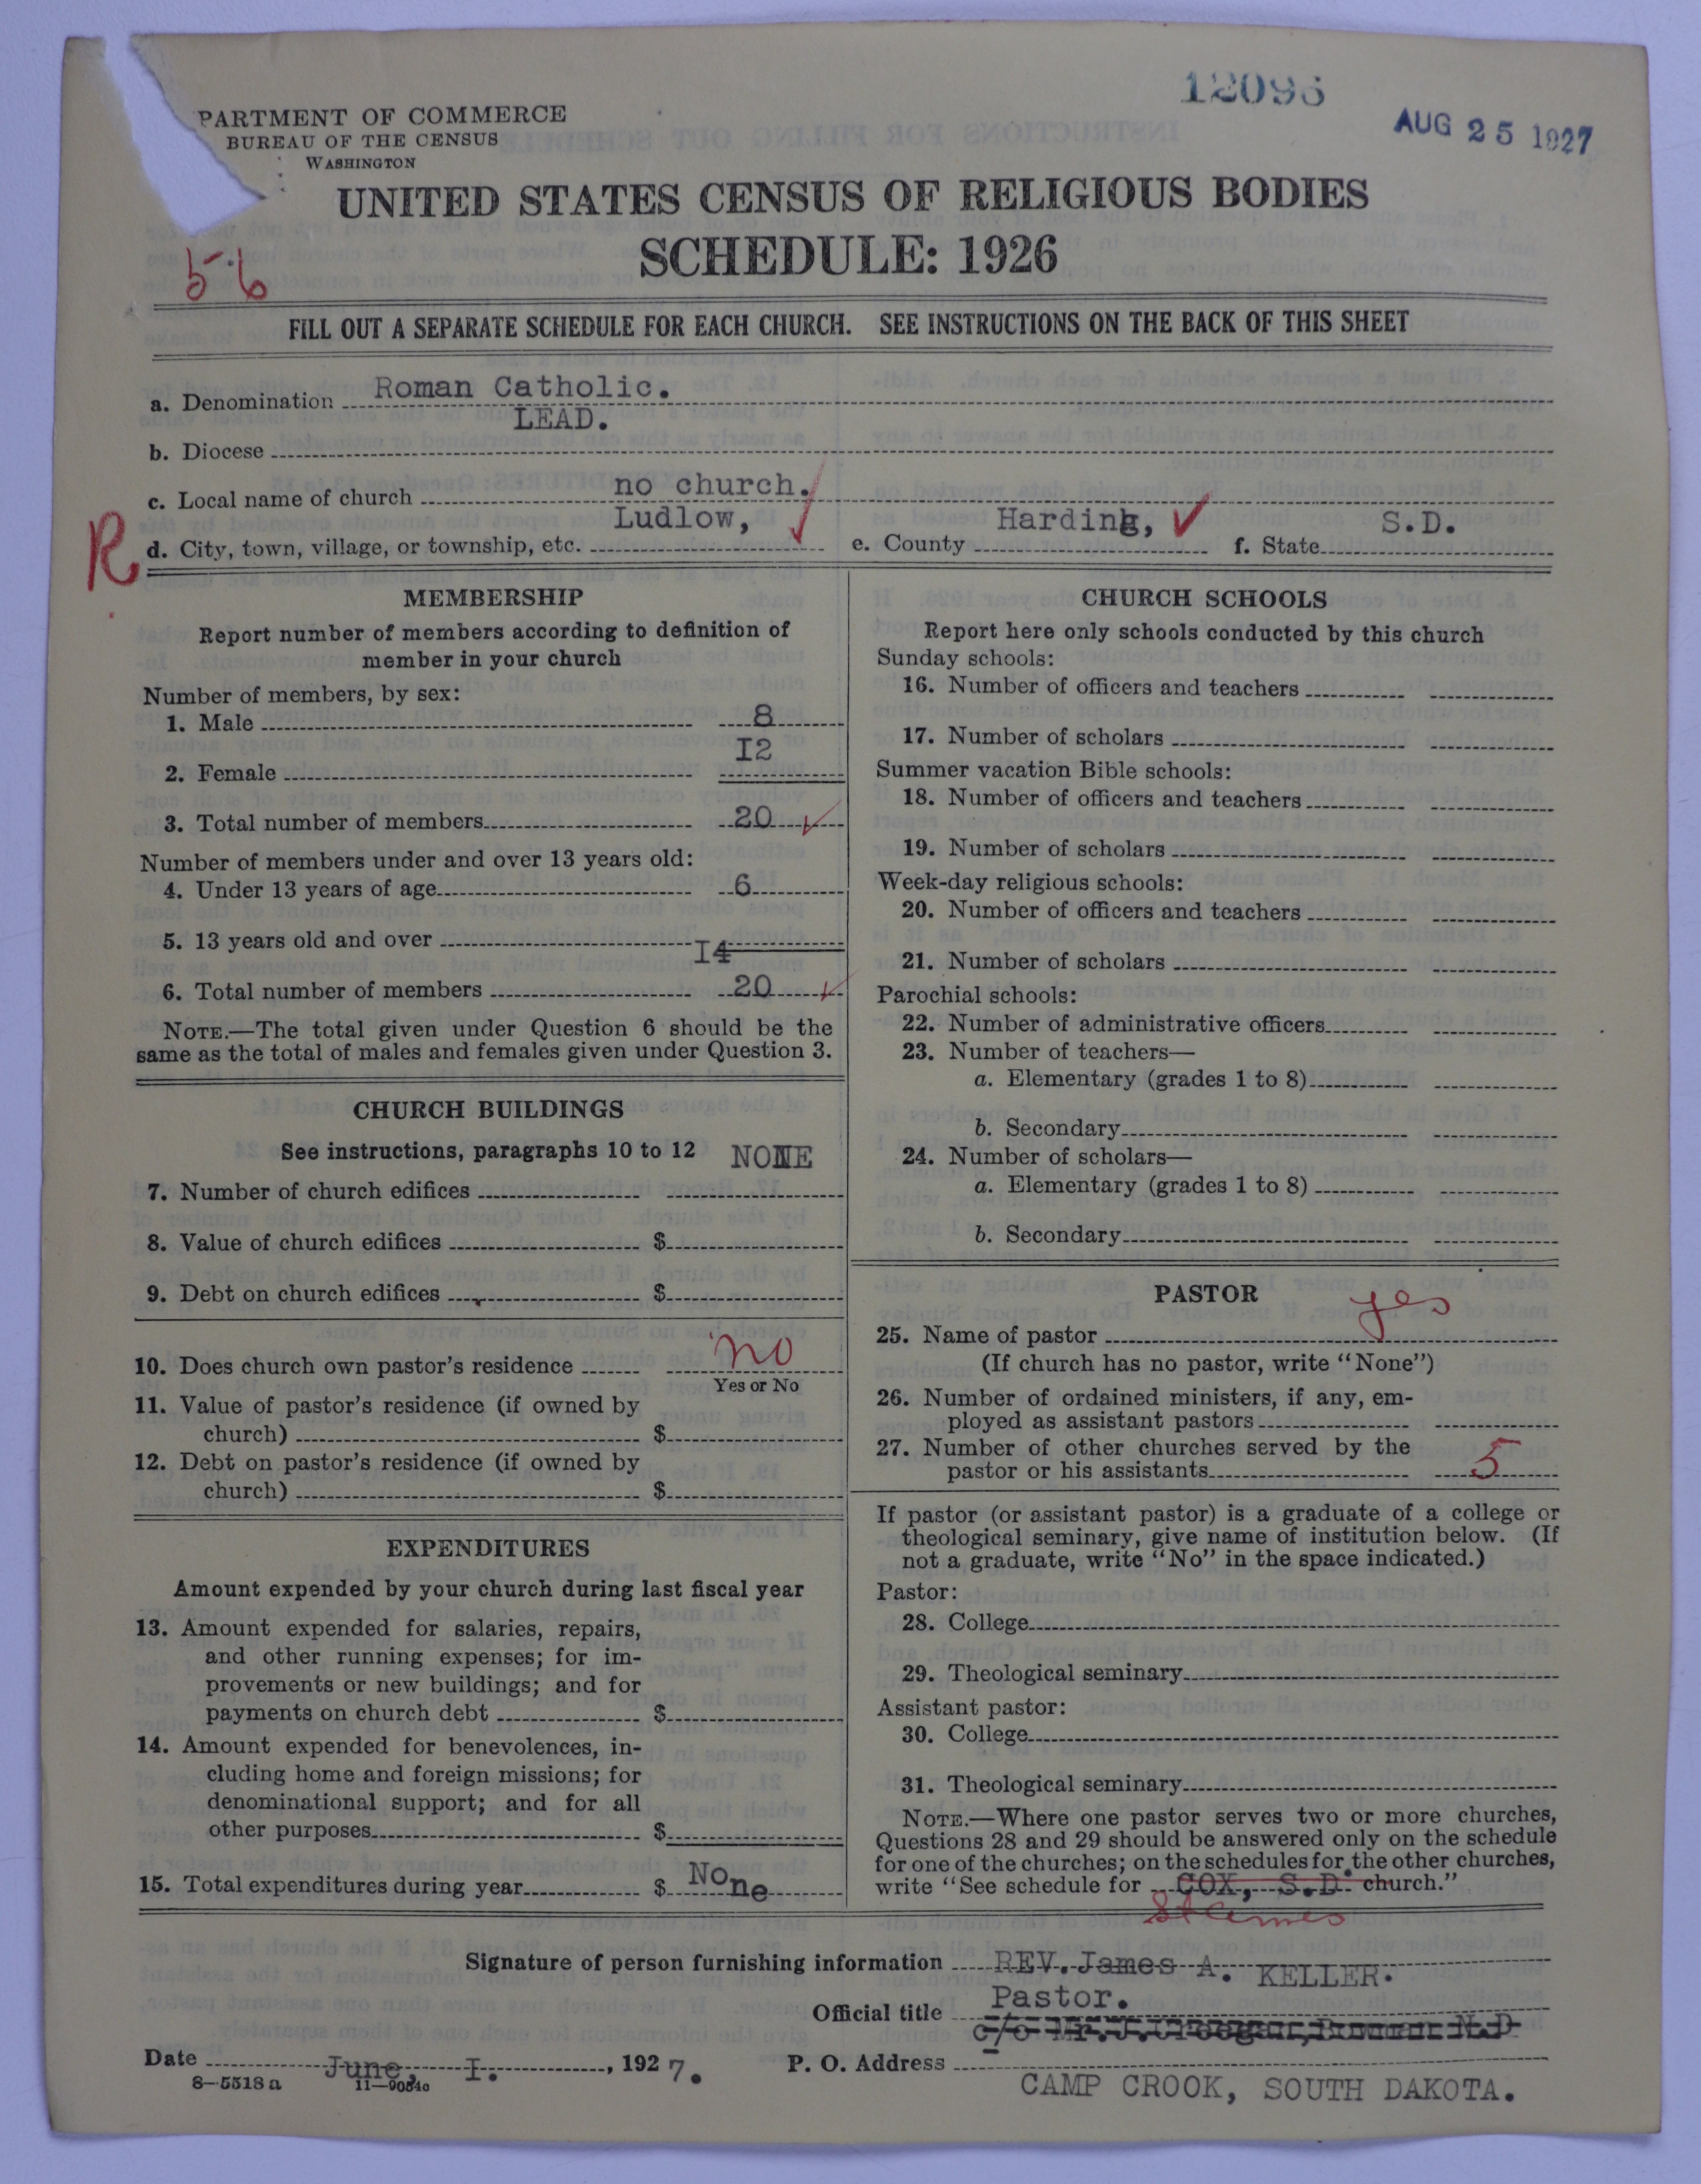 12096
AUG 25 1927
PARTMENT OF COMMERCE
BUREAU OF THE CENSUS
WASHINGTON
UNITED STATES CENSUS OF RELIGIOUS BODIES
SCHEDULE: 1926
56
FILL OUT A SEPARATE SCHEDULE FOR EACH CHURCH. SEE INSTRUCTIONS ON THE BACK OF THIS SHEET
a. Denomination Roman Catholic.
LEAD.
b. Diocese
c. Local name of church no church.
R d. City, town, village, or township, etc. Ludlow, e. County Harding, f. State S.D.
MEMBERSHIP
Report number of members according to definition of
member in your church
Number of members, by sex:
1. Male 8
2. Female I2
3. Total number of members 20
Number of members under and over 13 years old:
4. Under 13 years of age 6
5. 13 years old and over I4
6. Total number of members 20
NOTE.—The total given under Question 6 should be the
same as the total of males and females given under Question 3.
CHURCH BUILDINGS
See instructions, paragraphs 10 to 12 NONE
7. Number of church edifices
8. Value of church edifices $
9. Debt on church edifices $
10. Does church own pastor's residence no
Yes or No
11. Value of pastor's residence (if owned by
church) $
12. Debt on pastor's residence (if owned by
church) $
EXPENDITURES
Amount expended by your church during last fiscal year
13. Amount expended for salaries, repairs,
and other running expenses; for im-
provements or new buildings; and for
payments on church debt $
14. Amount expended for benevolences, in-
cluding home and foreign missions; for
denominational support; and for all
other purposes $
15. Total expenditures during year $ None
CHURCH SCHOOLS
Report here only schools conducted by this church
Sunday schools:
16. Number of officers and teachers
17. Number of scholars
Summer vacation Bible schools:
18. Number of officers and teachers
19. Number of scholars
Week-day religious schools:
20. Number of officers and teachers
21. Number of scholars
Parochial schools:
22. Number of administrative officers
23. Number of teachers—
a. Elementary (grades 1 to 8)
b. Secondary
24. Number of scholars—
a. Elementary (grades 1 to 8)
b. Secondary
PASTOR
25. Name of pastor yes
(If church has no pastor, write "None")
26. Number of ordained ministers, if any, em-
ployed as assistant pastors
27. Number of other churches served by the
pastor or his assistants 5
If pastor (or assistant pastor) is a graduate of a college or
theological seminary, give name of institution below. (If
not a graduate, write "No" in the space indicated.)
Pastor:
28. College
29. Theological seminary
Assistant pastor:
30. College
31. Theological seminary
NOTE.—Where one pastor serves two or more churches,
Questions 28 and 29 should be answered only on the schedule
for one of the churches; on the schedules for the other churches,
write "See schedule for COX, S.D. church."
Signature of person furnishing information REV. James A. KELLER.
Official title Pastor.
c/o Mr. J. Bowman N.D
Date June, I., 1927. P. O. Address
8-5518a 11-9054c
CAMP CROOK, SOUTH DAKOTA.